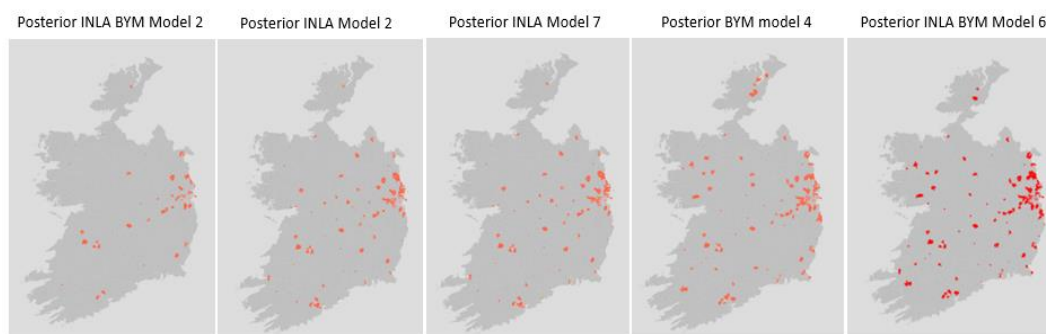 Posterior INLA BYM Model 2
Posterior INLA Model 2
Posterior INLA Model 7
Posterior BYM model 4
Posterior INLA BYM Model 6